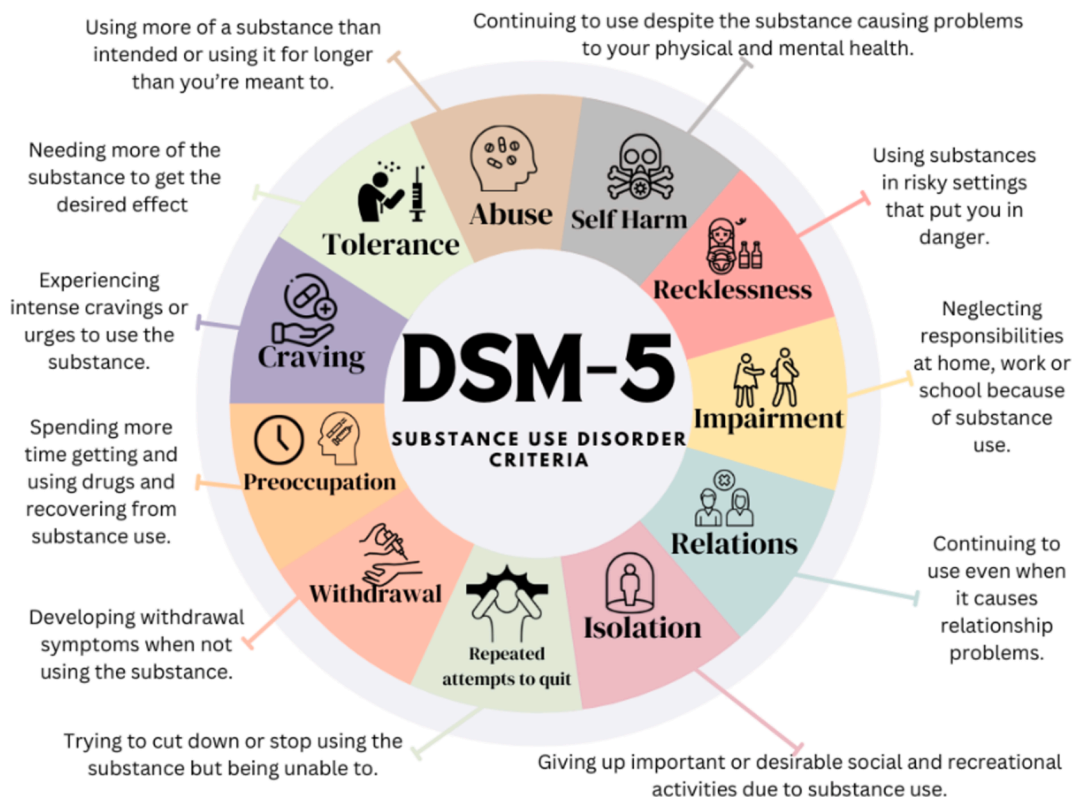 Using more of a substance than
intended or using it for longer
than you’re meant to.
Continuing to use despite the substance causing problems
to your physical and mental health.
Needing more of the
substance to get the
desired effect
Using substances
in risky settings
that put you in
danger.
Abuse
Self Harm
Tolerance
Recklessness
Experiencing
intense cravings or
urges to use the
substance.
Craving
Neglecting
responsibilities
at home, work or
school because
of substance
use.
Impairment
DSM-5
SUBSTANCE USE DISORDER
CRITERIA
Spending more
time getting and
using drugs and
recovering from
substance use.
Preoccupation
Relations
Continuing to
use even when
it causes
relationship
problems.
Withdrawal
Isolation
Repeated
attempts to quit
Developing withdrawal
symptoms when not
using the substance.
Trying to cut down or stop using the
substance but being unable to.
Giving up important or desirable social and recreational
activities due to substance use.